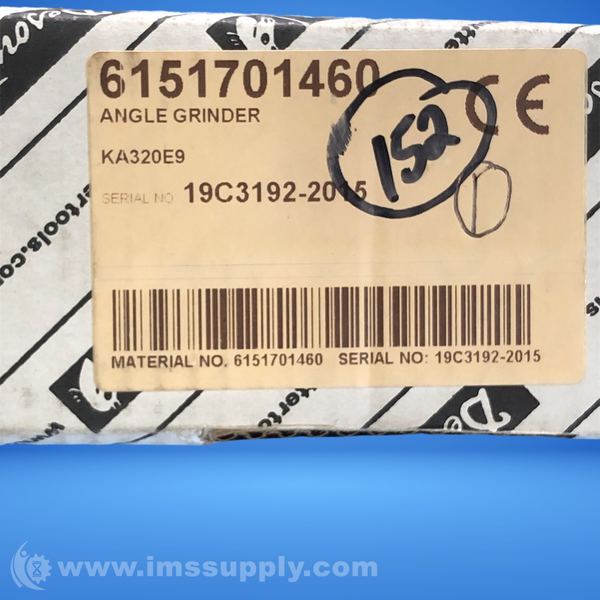 6151701460
ANGLE GRINDER
152
CE
KA320E9
SERIAL NO 19C3192-2015
MATERIAL NO. 6151701460 SERIAL NO: 19C3192-2015
www.imssupply.com